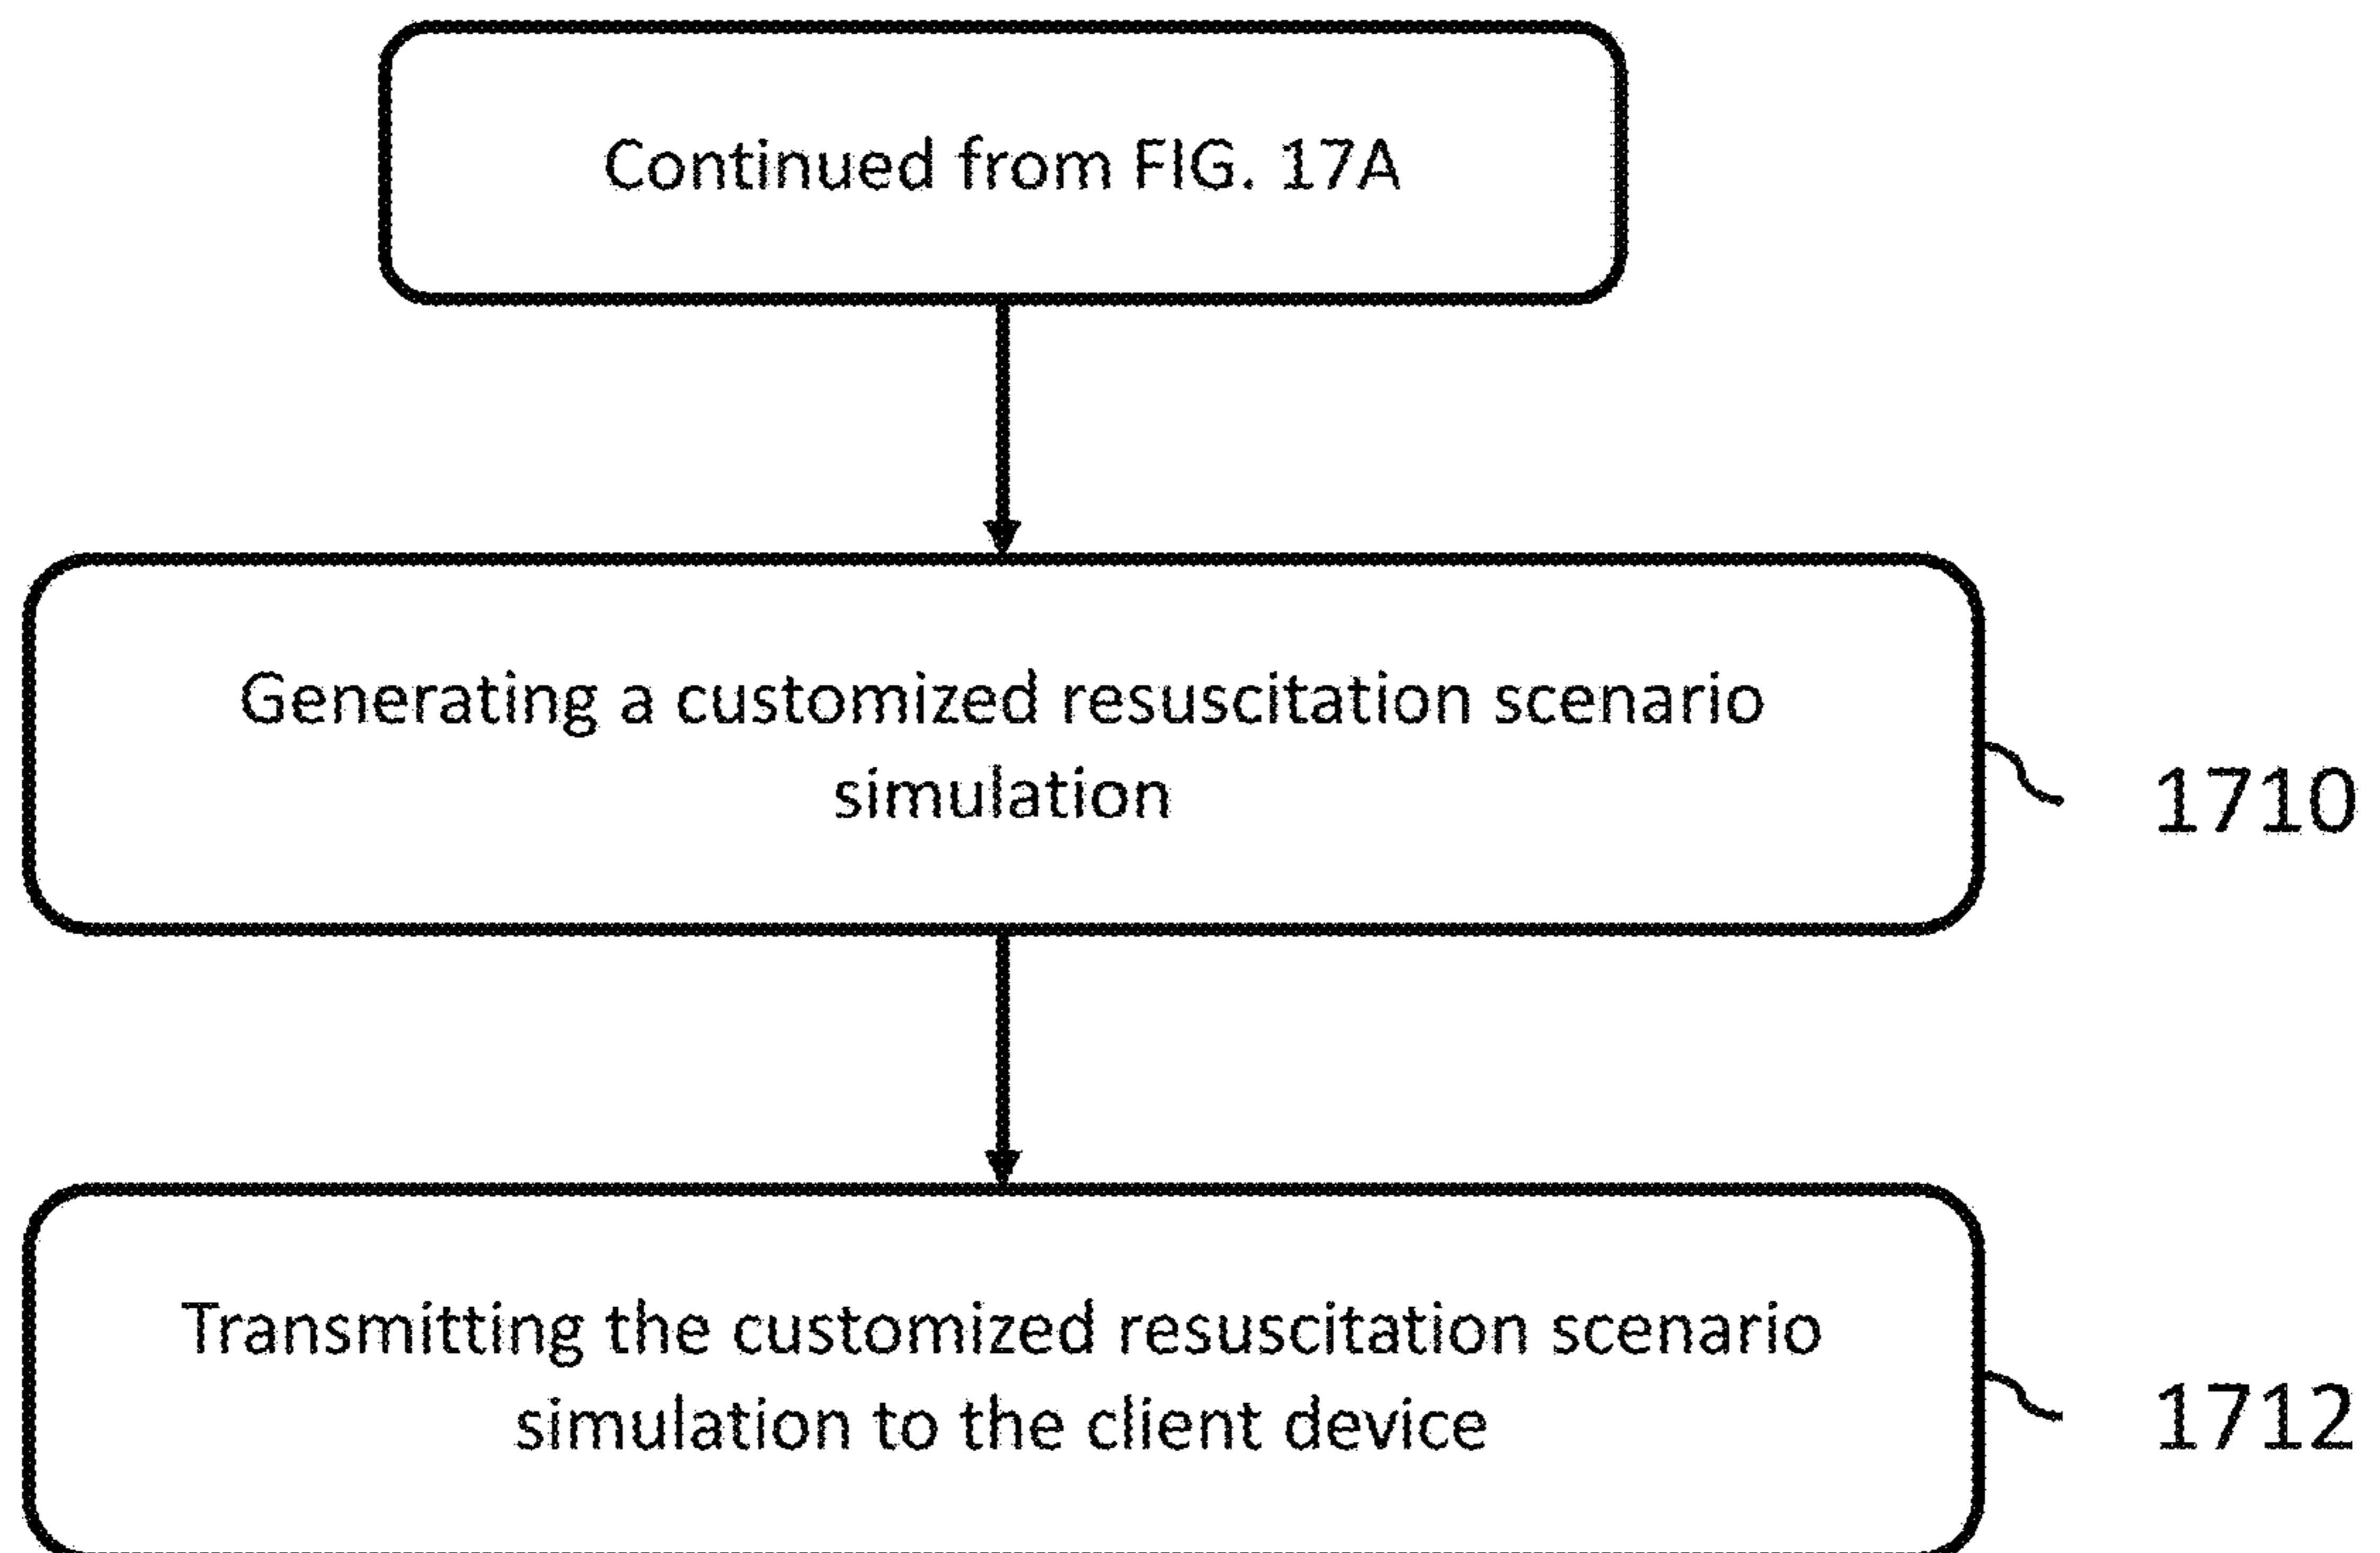 Continued from FIG. 17A
Generating a customized resuscitation scenario
simulation
1710
Transmitting the customized resuscitation scenario
simulation to the client device
1712